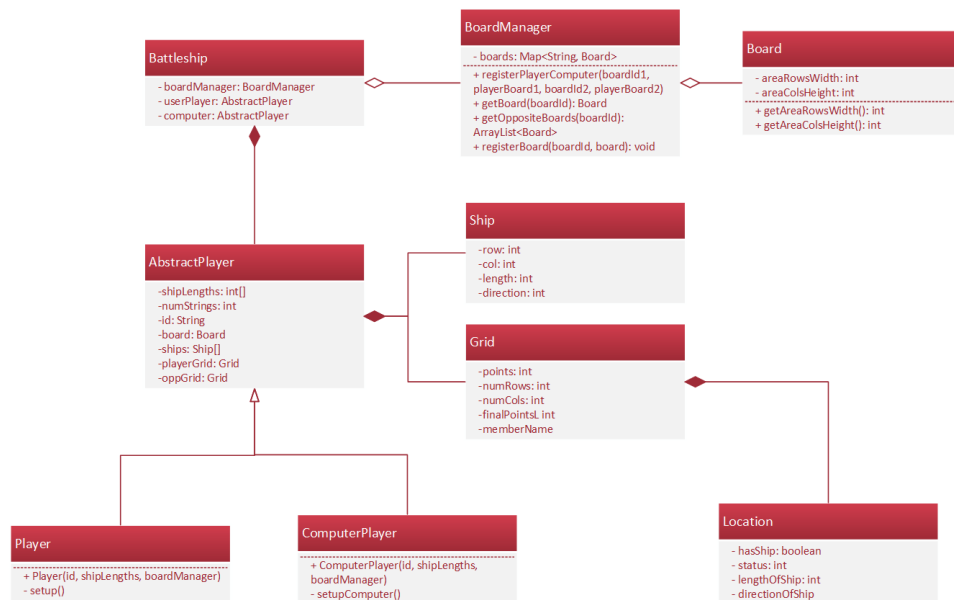 Battleship
- boardManager: BoardManager
- userPlayer: AbstractPlayer
- computer: AbstractPlayer
BoardManager
- boards: Map<String, Board>
+ registerPlayerComputer(boardId1,
playerBoard1, boardId2, playerBoard2)
+ getBoard(boardId): Board
+ getOppositeBoards(boardId):
ArrayList<Board>
+ registerBoard(boardId, board): void
Board
- areaRowsWidth: int
- areaColsHeight: int
+ getAreaRowsWidth(): int
+ getAreaColsHeight(): int
AbstractPlayer
-shipLengths: int[]
-numStrings: int
-id: String
-board: Board
-ships: Ship[]
-playerGrid: Grid
-oppGrid: Grid
Ship
-row: int
-col: int
-length: int
-direction: int
Grid
-points: int
-numRows: int
-numCols: int
-finalPointsL int
-memberName
Player
+ Player(id, shipLengths, boardManager)
- setup()
ComputerPlayer
+ ComputerPlayer(id, shipLengths,
boardManager)
- setupComputer()
Location
- hasShip: boolean
- status: int
- lengthOfShip: int
- directionOfShip